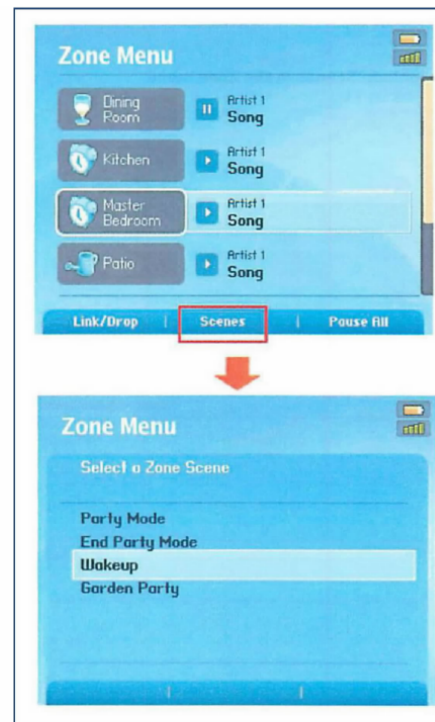 Zone Menu
Dining
Room
Artist 1
Song
Kitchen
Artist 1
Song
Master
Bedroom
Artist 1
Song
Patio
Artist 1
Song
Link/Drop | Scenes | Pause All
Zone Menu
Select a Zone Scene
Party Mode
End Party Mode
Wakeup
Garden Party